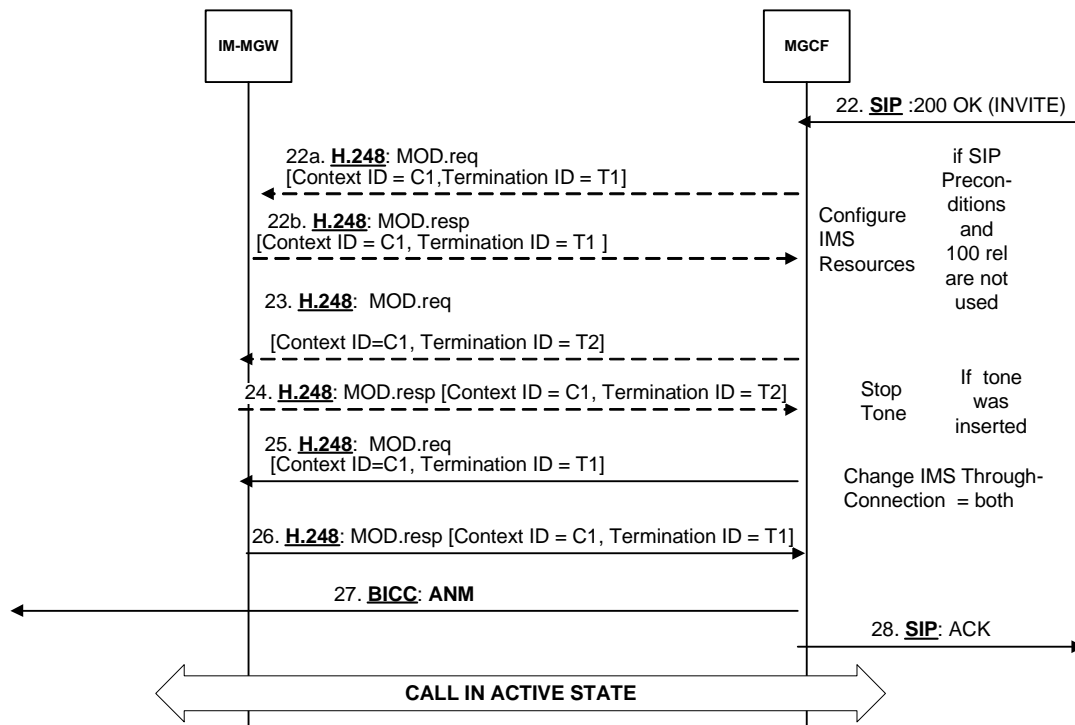 IM-MGW
MGCF
22. SIP :200 OK (INVITE)
22a. H.248: MOD.req
[Context ID = C1,Termination ID = T1]
22b. H.248: MOD.resp
[Context ID = C1, Termination ID = T1 ]
Configure
IMS
Resources
if SIP
Precon-
ditions
and
100 rel
are not
used
23. H.248: MOD.req
[Context ID=C1, Termination ID = T2]
24. H.248: MOD.resp [Context ID = C1, Termination ID = T2]
Stop
Tone
If tone
was
inserted
25. H.248: MOD.req
[Context ID=C1, Termination ID = T1]
Change IMS Through-
Connection = both
26. H.248: MOD.resp [Context ID = C1, Termination ID = T1]
27. BICC: ANM
28. SIP: ACK
CALL IN ACTIVE STATE